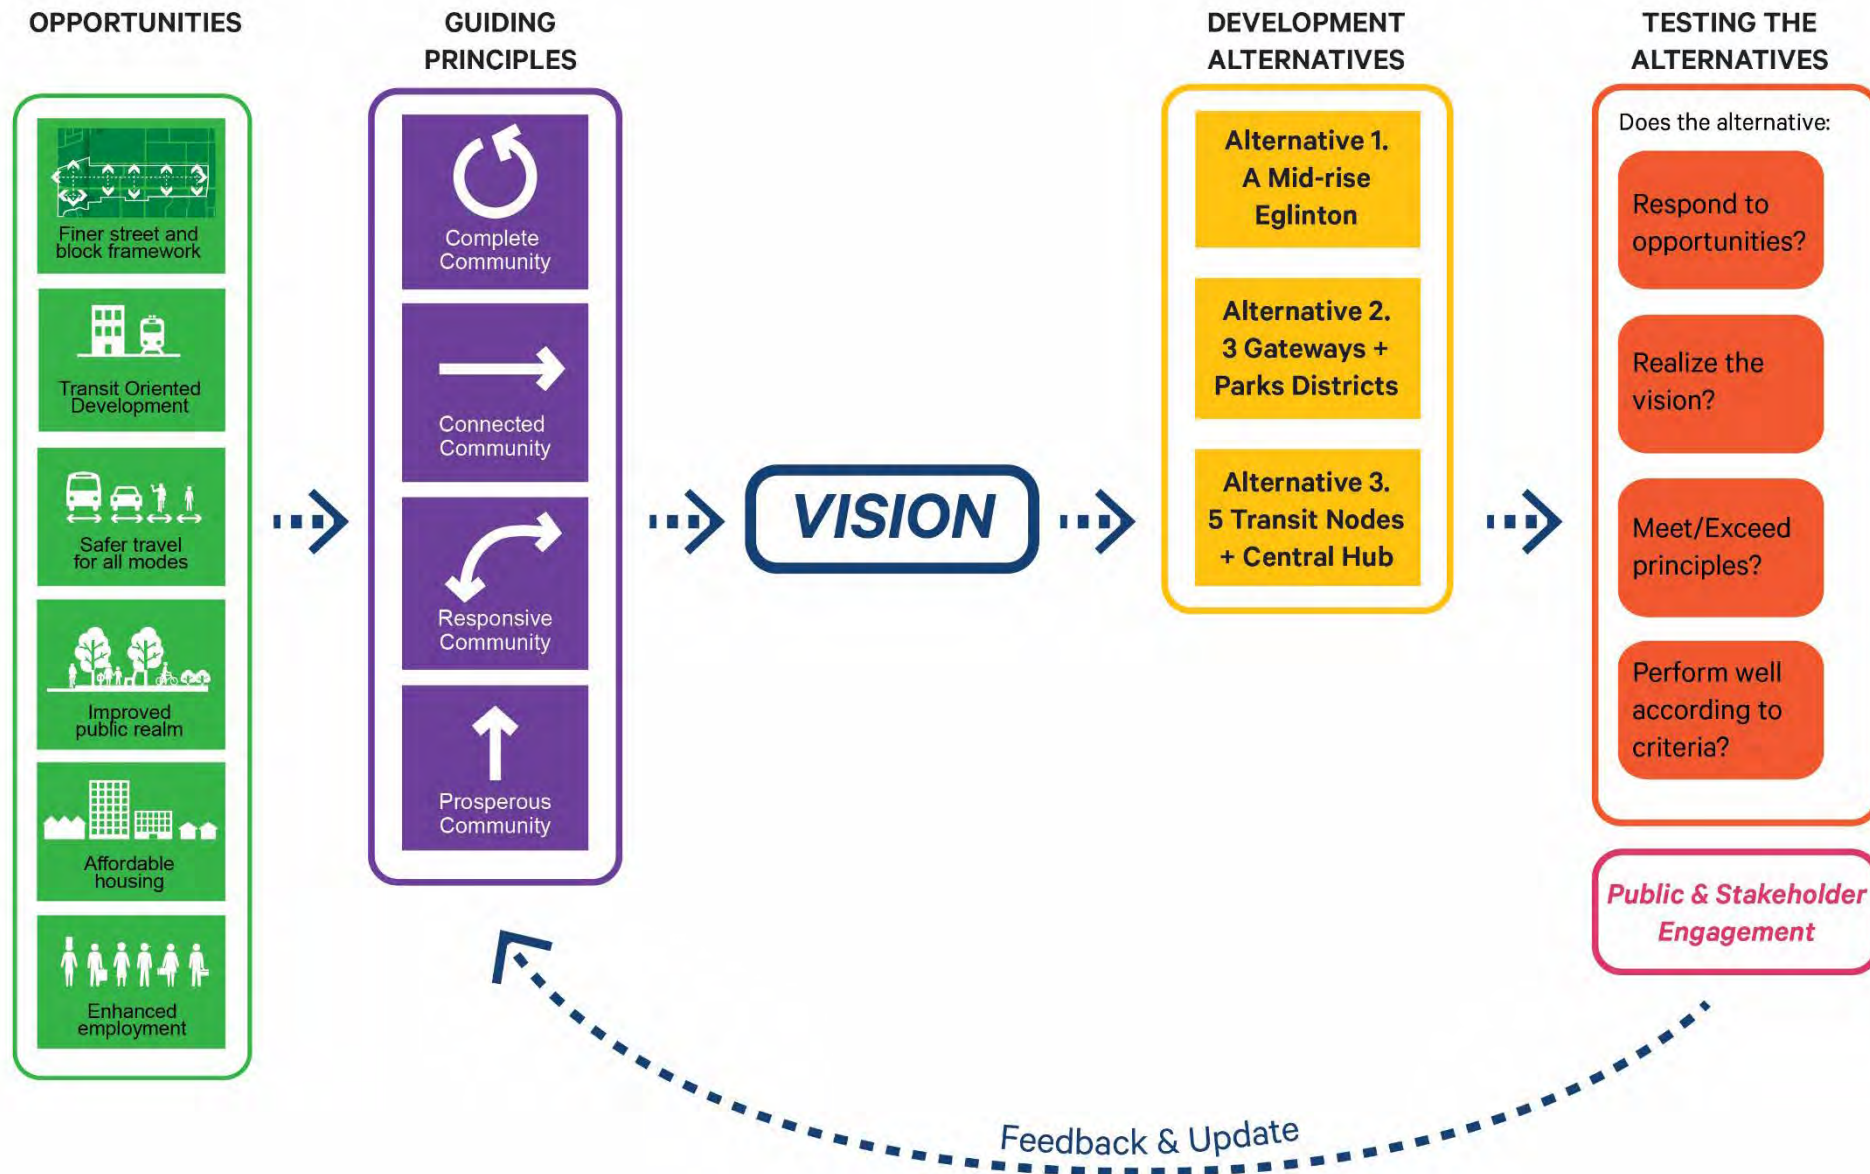 OPPORTUNITIES
Finer street and
block framework
Transit Oriented
Development
Safer travel
for all modes
Improved
public realm
Affordable
housing
Enhanced
employment
GUIDING
PRINCIPLES
Complete
Community
Connected
Community
Responsive
Community
Prosperous
Community
VISION
DEVELOPMENT
ALTERNATIVES
Alternative 1.
A Mid-rise
Eglinton
Alternative 2.
3 Gateways +
Parks Districts
Alternative 3.
5 Transit Nodes
+ Central Hub
TESTING THE
ALTERNATIVES
Does the alternative:
Respond to
opportunities?
Realize the
vision?
Meet/Exceed
principles?
Perform well
according to
criteria?
Public & Stakeholder
Engagement
Feedback & Update